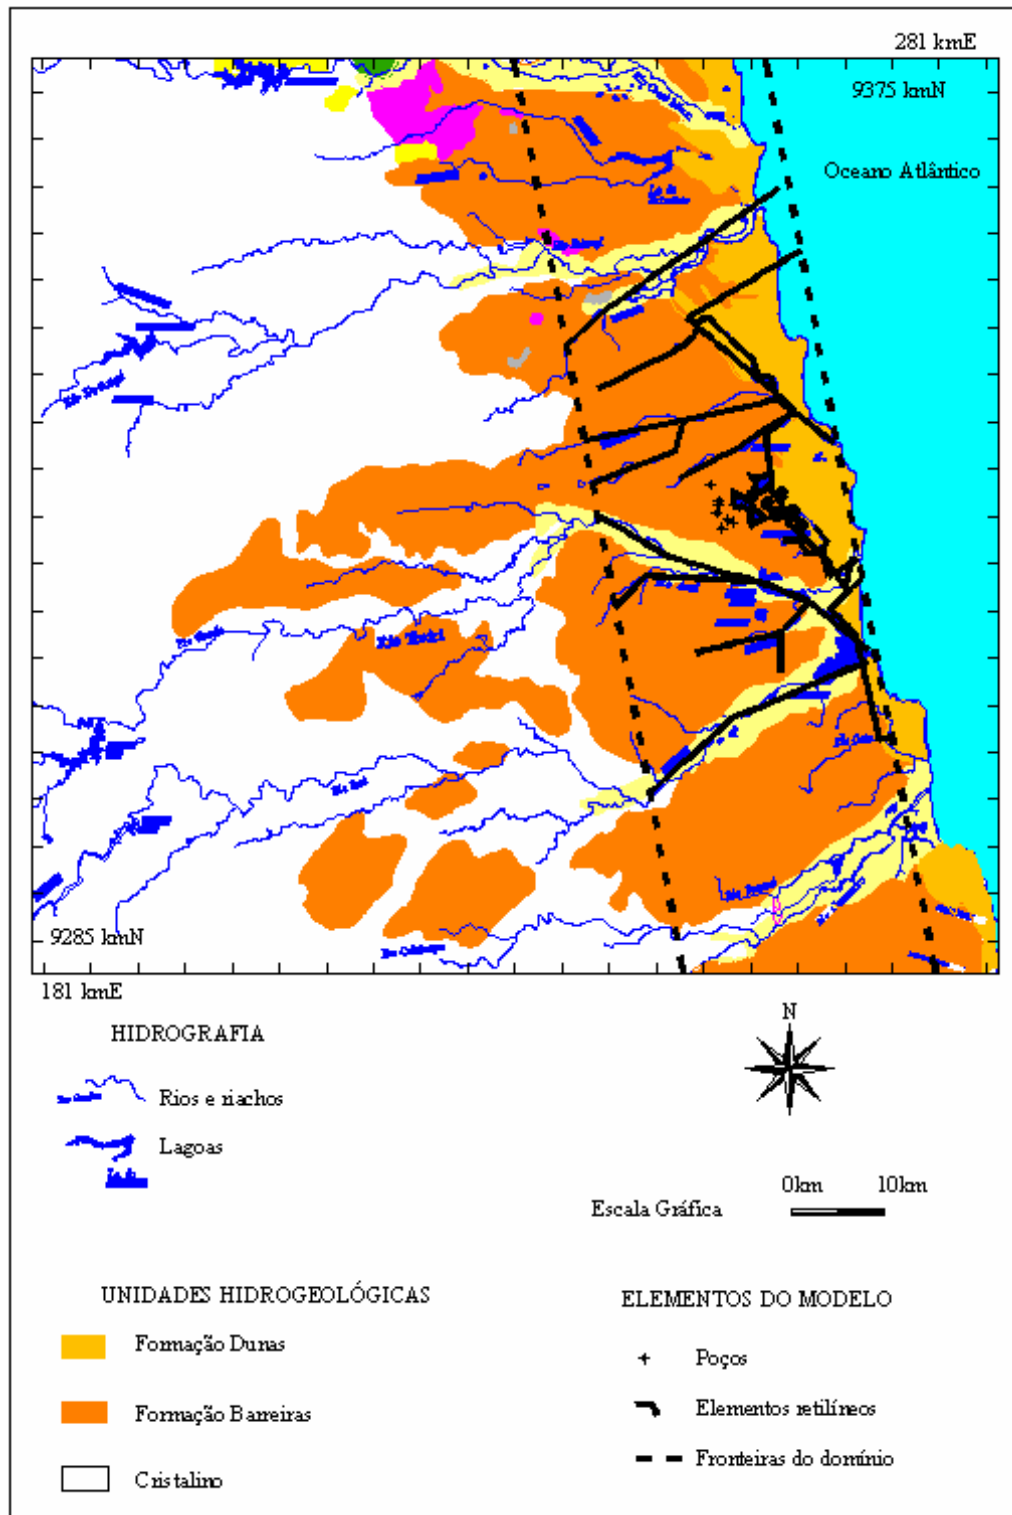 281 kmE
9375 kmN
Oceano Atlântico
9285 kmN
181 kmE
HIDROGRAFIA
N
Rios e riachos
Lagoas
0km 10km
Escala Gráfica
UNIDADES HIDROGEOLÓGICAS
ELEMENTOS DO MODELO
Formação Dunas
Poços
Formação Barreiras
Elementos retilíneos
Fronteiras do domínio
Cristalino